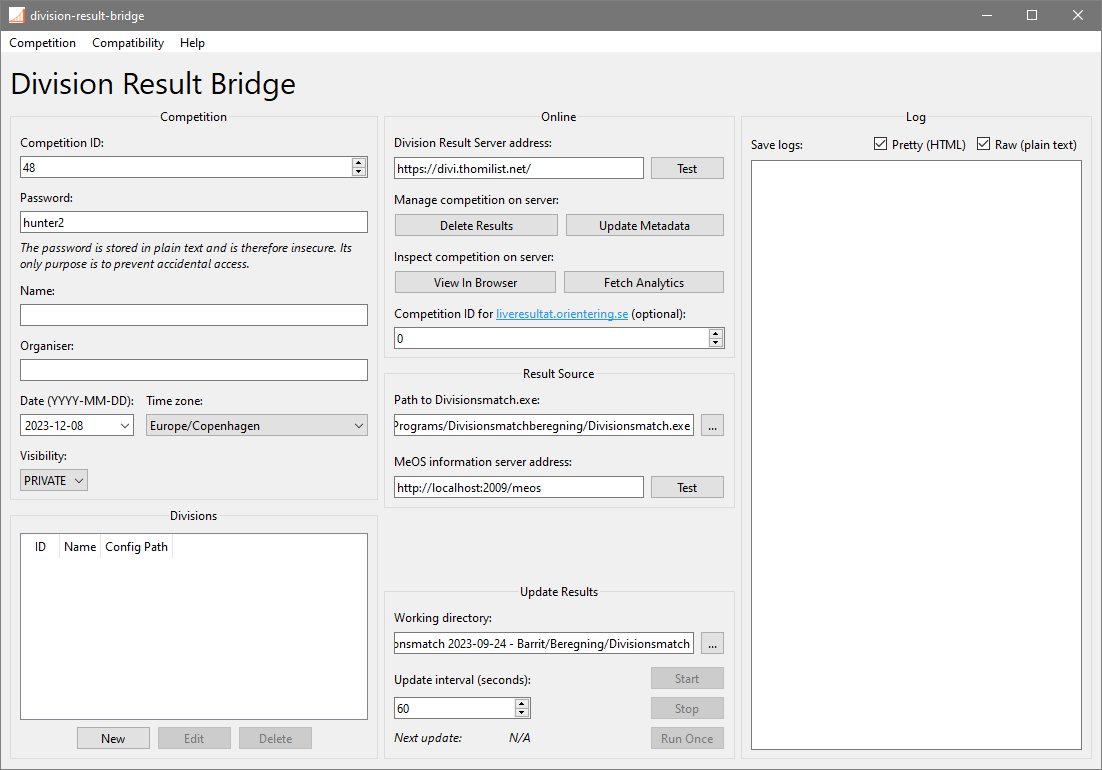 division-result-bridge
Competition Compatibility Help
Division Result Bridge
Competition
Competition ID:
48
Password:
hunter2
The password is stored in plain text and is therefore insecure. Its
only purpose is to prevent accidental access.
Name:
Organiser:
Date (YYYY-MM-DD): Time zone:
2023-12-08 Europe/Copenhagen
Visibility:
PRIVATE
Divisions
ID Name Config Path
New Edit Delete
Online
Division Result Server address:
https://divi.thomilist.net/ Test
Manage competition on server:
Delete Results Update Metadata
Inspect competition on server:
View In Browser Fetch Analytics
Competition ID for liveresultat.orientering.se (optional):
0
Result Source
Path to Divisionsmatch.exe:
Programs/Divisionsmatchberegning/Divisionsmatch.exe ...
MeOS information server address:
http://localhost:2009/meos Test
Update Results
Working directory:
onsmatch 2023-09-24 - Barrit/Beregning/Divisionsmatch ...
Update interval (seconds): Start
60 Stop
Next update: N/A Run Once
Log
Save logs: Pretty (HTML) Raw (plain text)